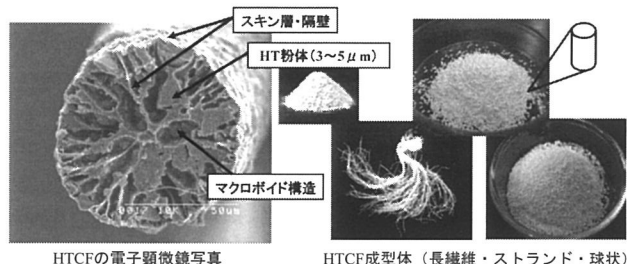 スキン層・隔壁
HT粉体(3〜5μm)
マクロボイド構造
50um
HTCFの電子顕微鏡写真
HTCF成型体(長繊維・ストランド・球状)